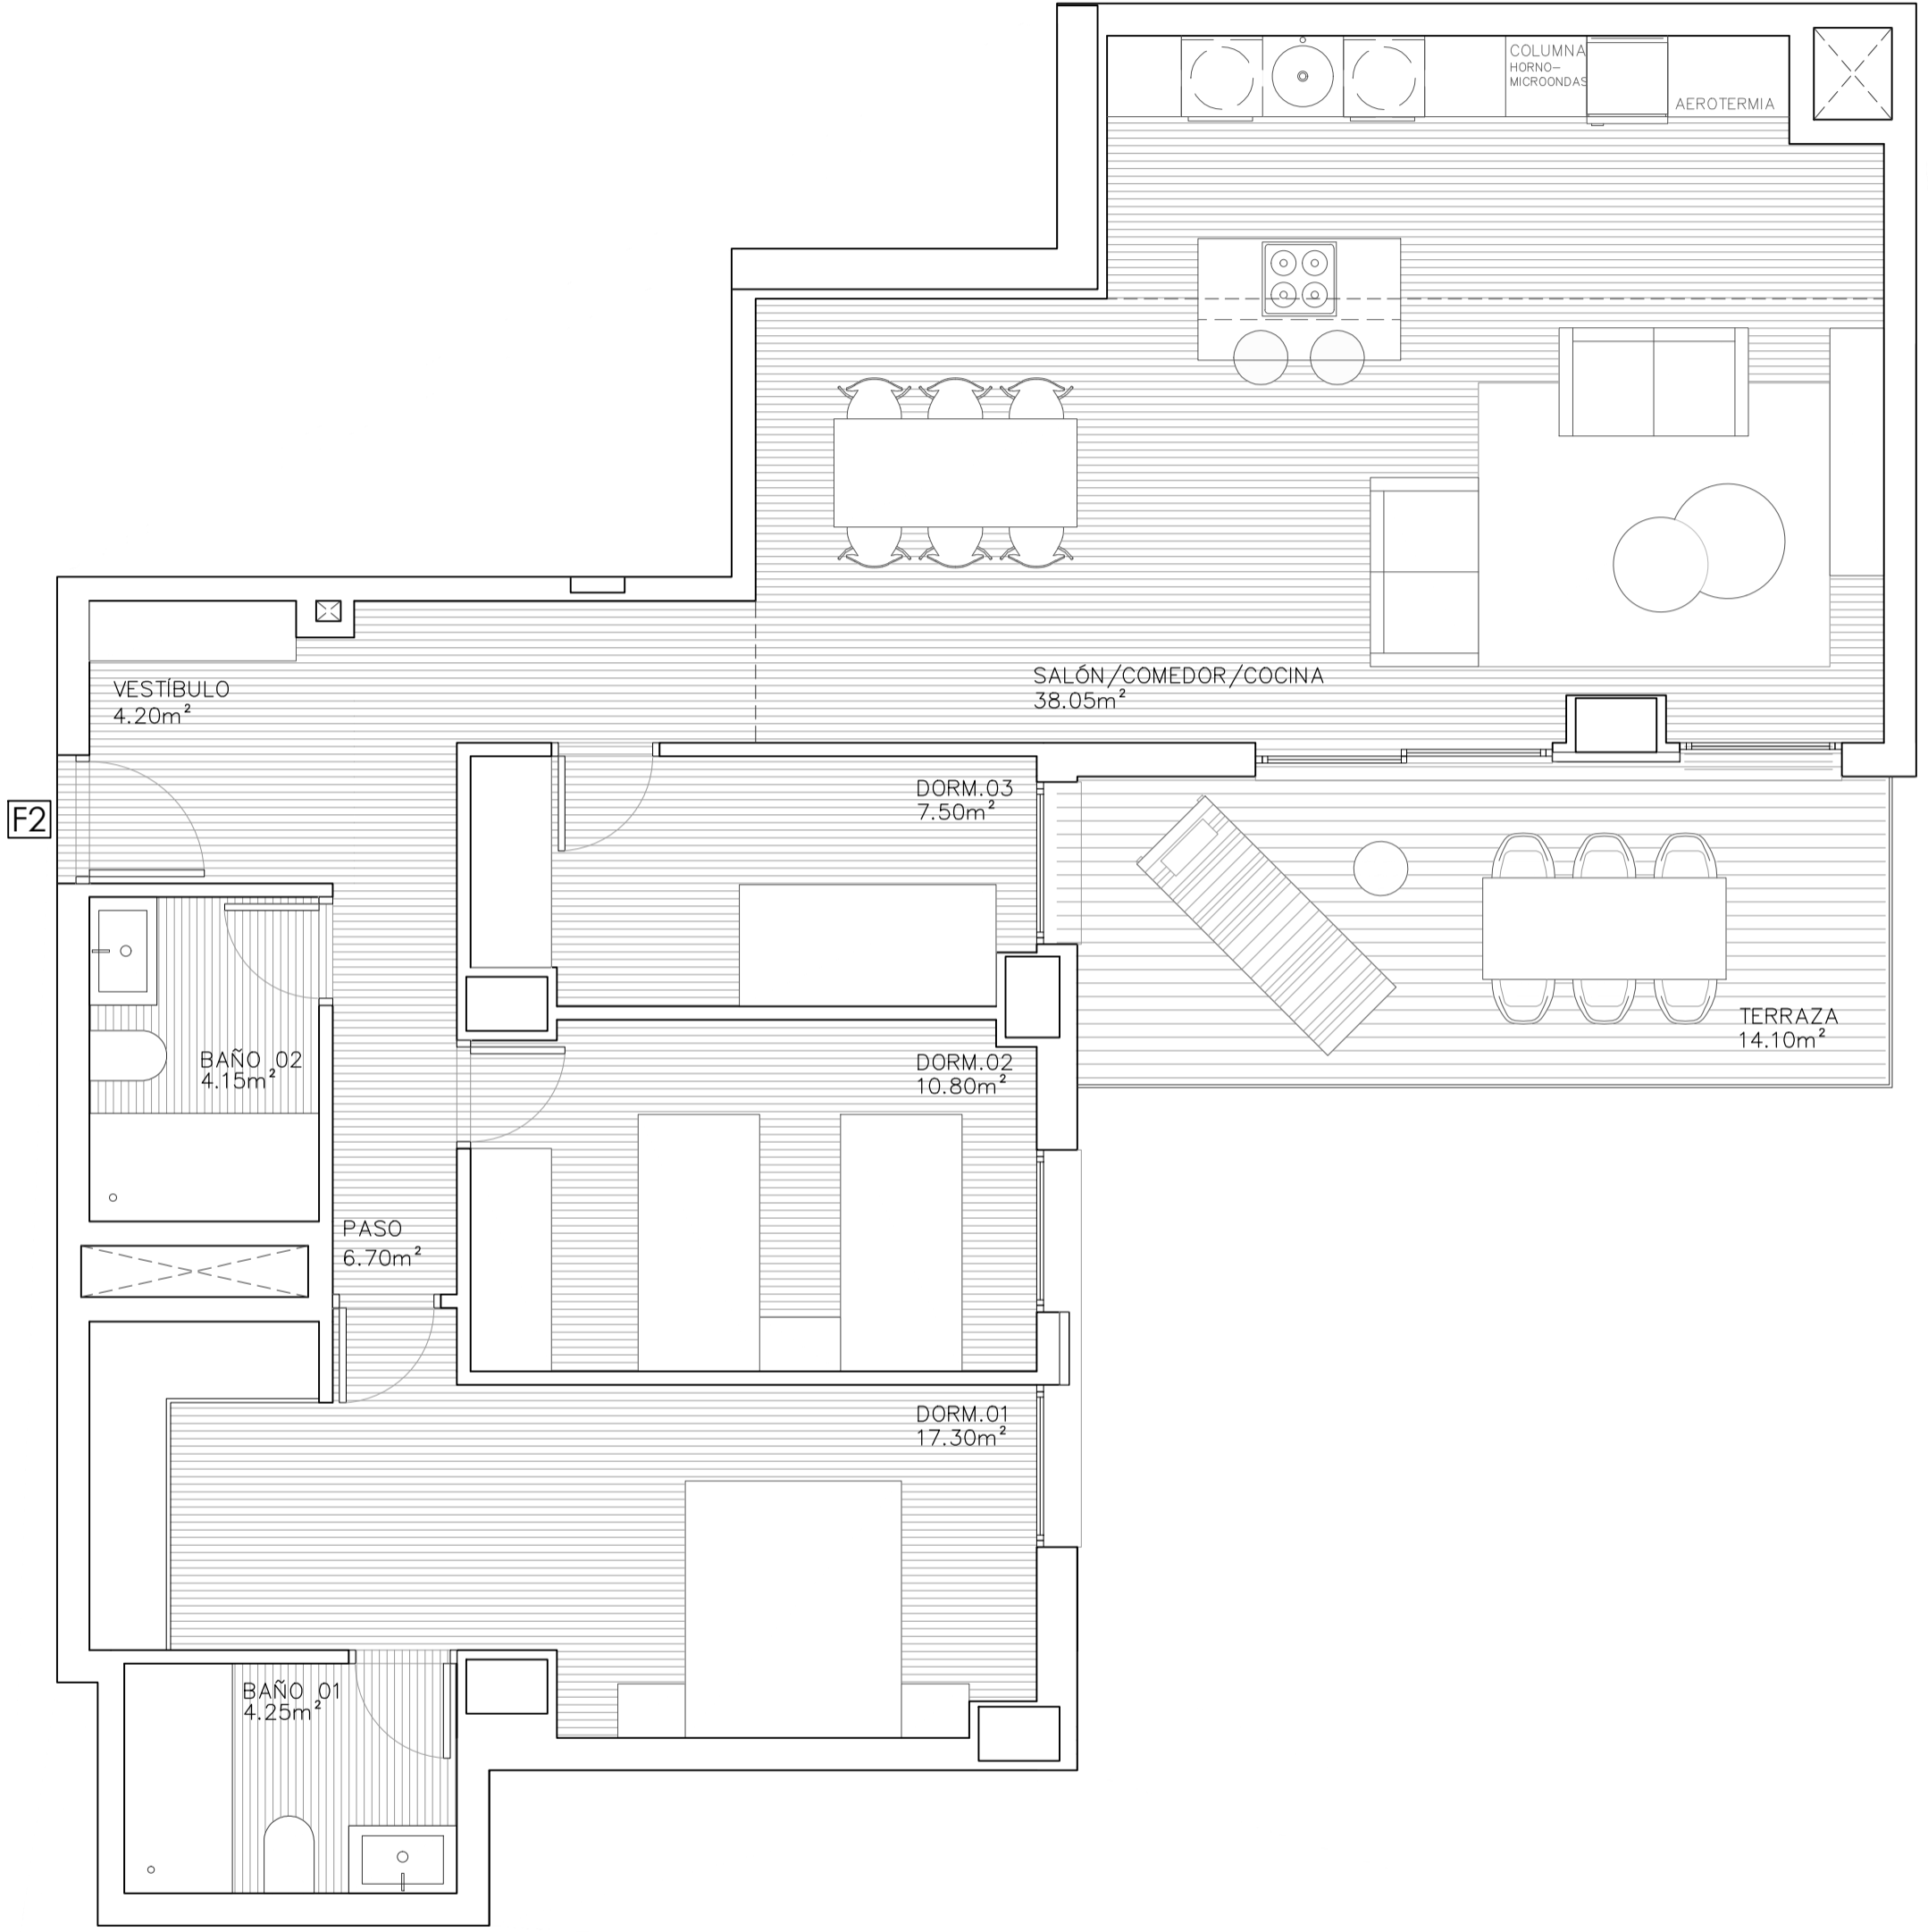 COLUMNA
HORNO-
MICROONDAS
AEROTERMIA
SALÓN/COMEDOR/COCINA
38.05m²
VESTÍBULO
4.20m²
F2
DORM.03
7.50m²
TERRAZA
14.10m²
BAÑO 02
4.15m²
DORM.02
10.80m²
PASO
6.70m²
DORM.01
17.30m²
BAÑO 01
4.25m²